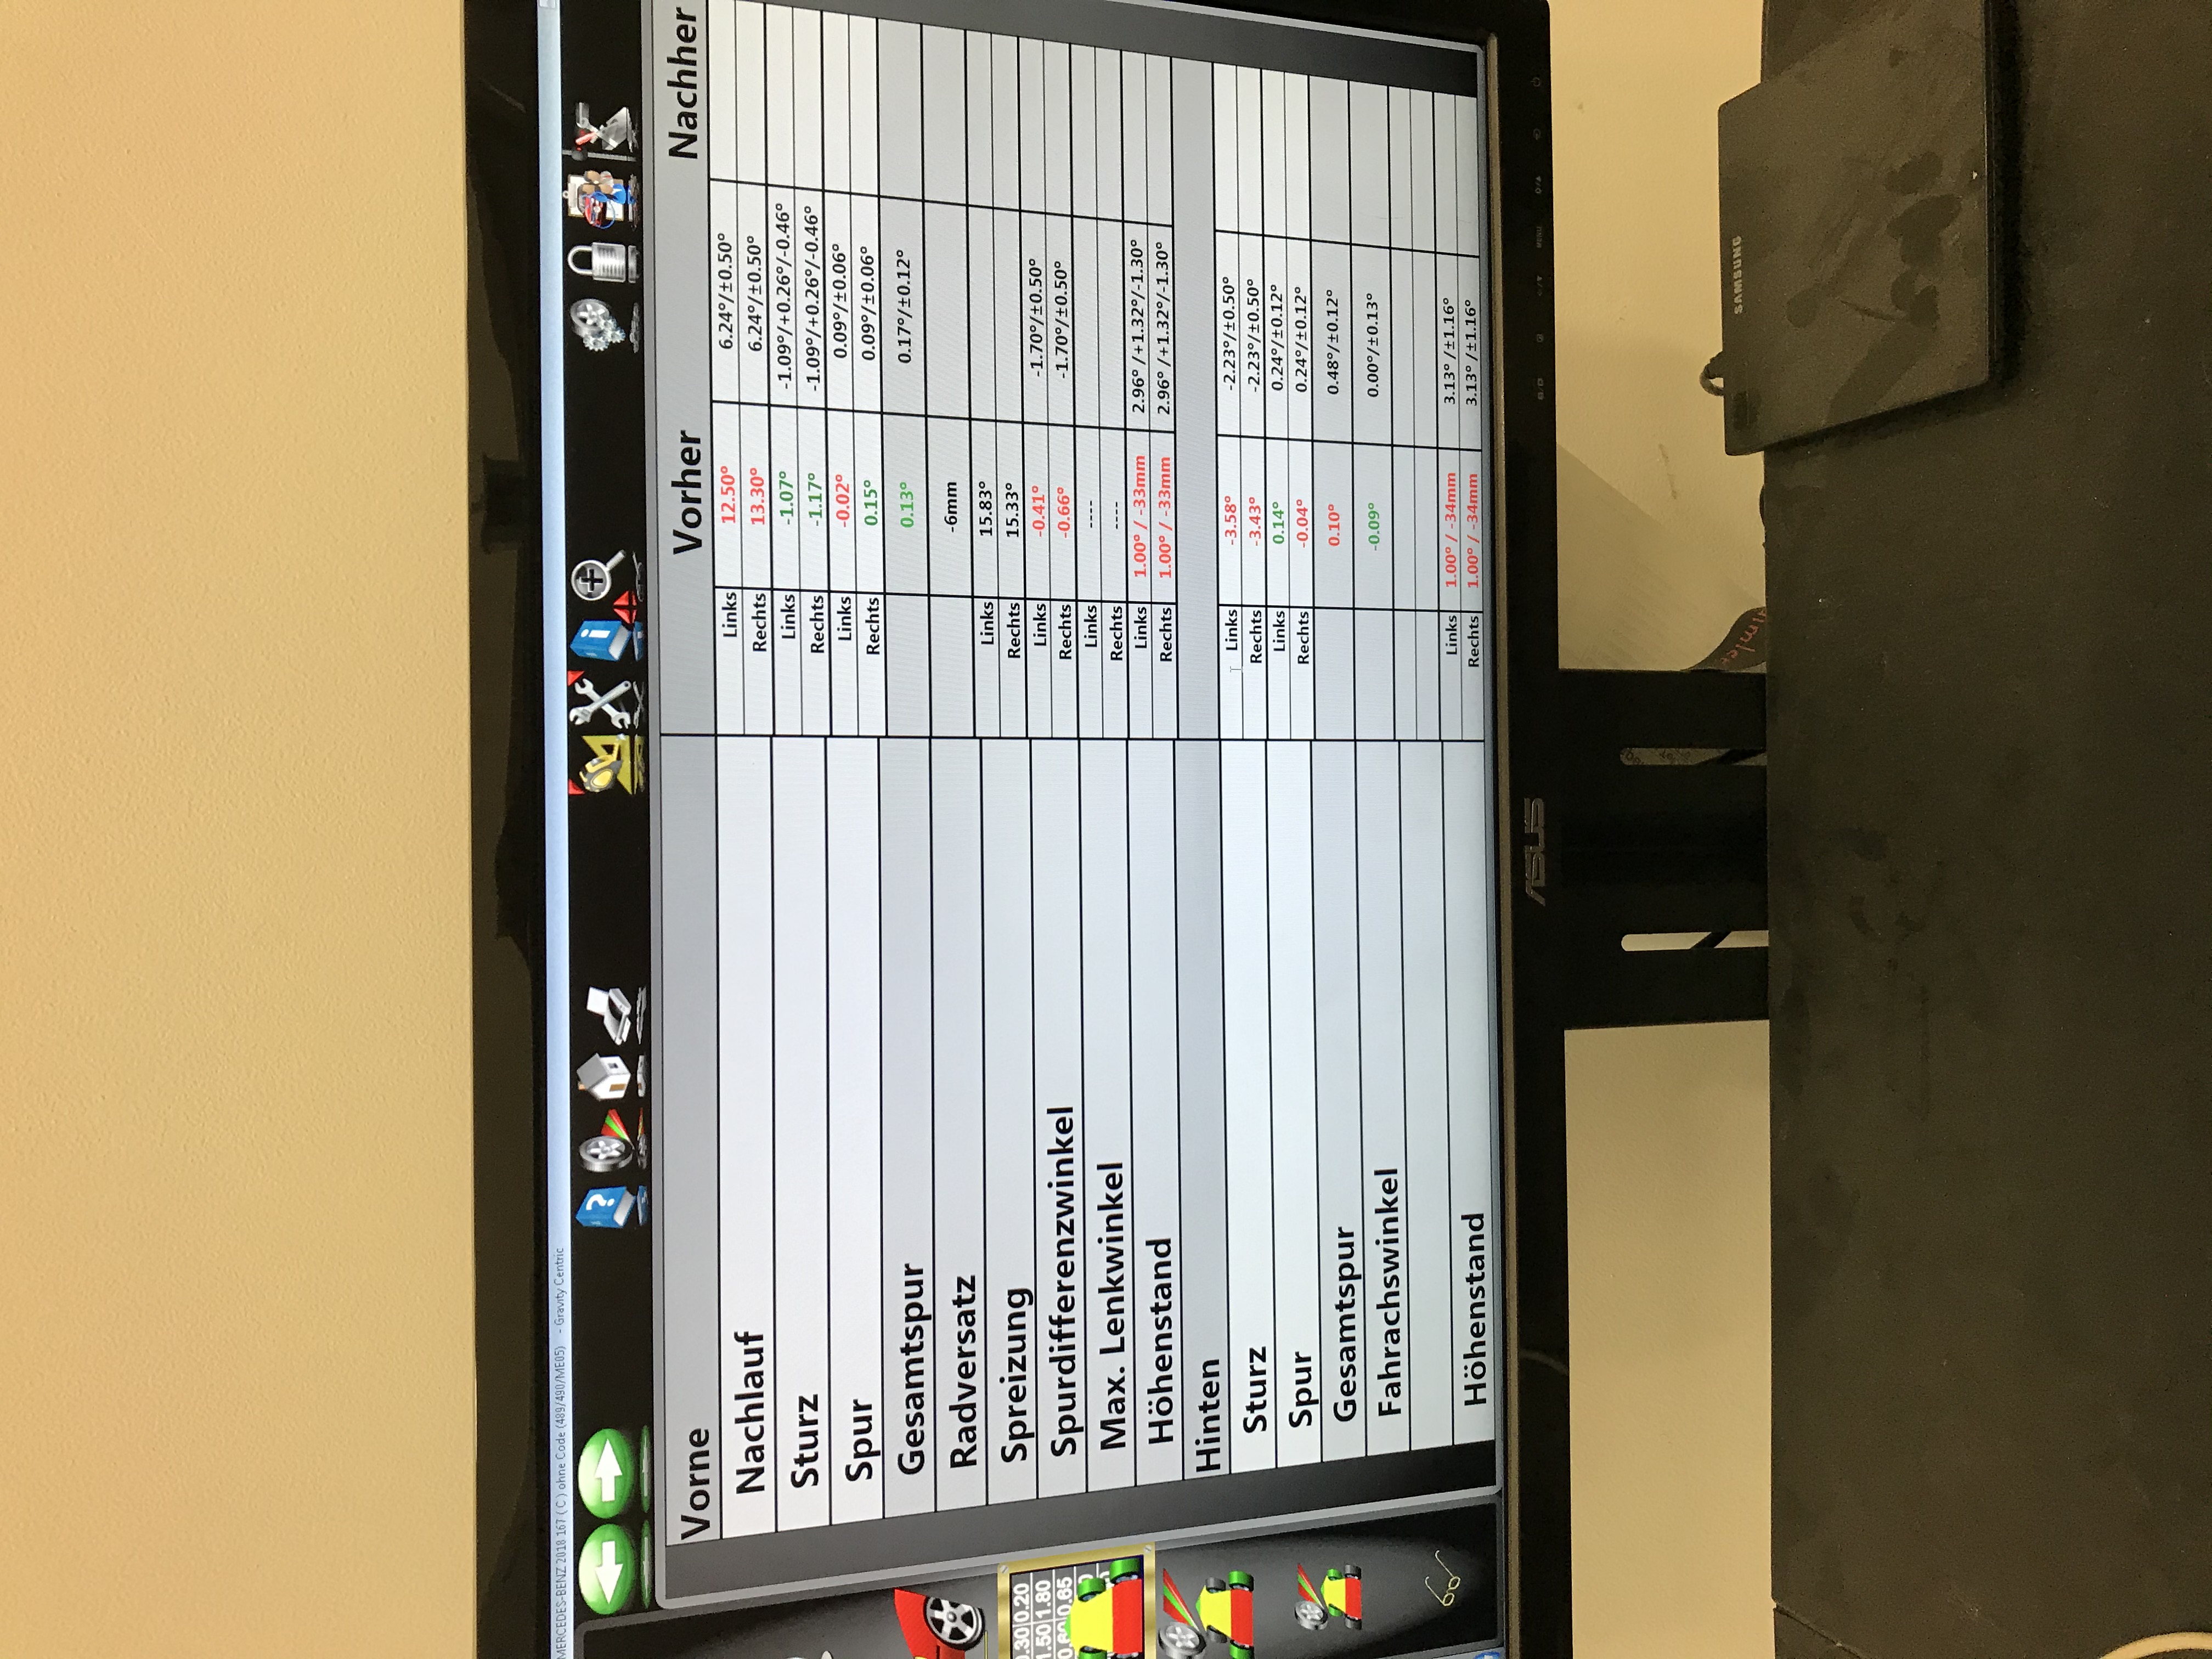 MERCEDES-BENZ 2018 167 ( C ) ohne Code (489/490/ME05) - Gravity Centric
Vorne Vorher Nachher
Nachlauf Links 12.50° 6.24°/±0.50°
Rechts 13.30° 6.24°/±0.50°
Sturz Links -1.07° -1.09°/+0.26°/-0.46°
Rechts -1.17° -1.09°/+0.26°/-0.46°
Spur Links -0.02° 0.09°/±0.06°
Rechts 0.15° 0.09°/±0.06°
Gesamtspur 0.13° 0.17°/±0.12°
Radversatz -6mm
Spreizung Links 15.83°
Rechts 15.33°
Spurdifferenzwinkel Links -0.41° -1.70°/±0.50°
Rechts -0.66° -1.70°/±0.50°
Max. Lenkwinkel Links ----
Rechts ----
Höhenstand Links 1.00° / -33mm 2.96° /+1.32°/-1.30°
Rechts 1.00° / -33mm 2.96° /+1.32°/-1.30°
Hinten
Sturz Links -3.58° -2.23°/±0.50°
Rechts -3.43° -2.23°/±0.50°
Spur Links 0.14° 0.24°/±0.12°
Rechts -0.04° 0.24°/±0.12°
Gesamtspur 0.10° 0.48°/±0.12°
Fahrachswinkel -0.09° 0.00°/±0.13°
Höhenstand Links 1.00° / -34mm 3.13° /±1.16°
Rechts 1.00° / -34mm 3.13° /±1.16°
.30 0.20
.50 1.80
0.65
ASUS
MENU
SAMSUNG